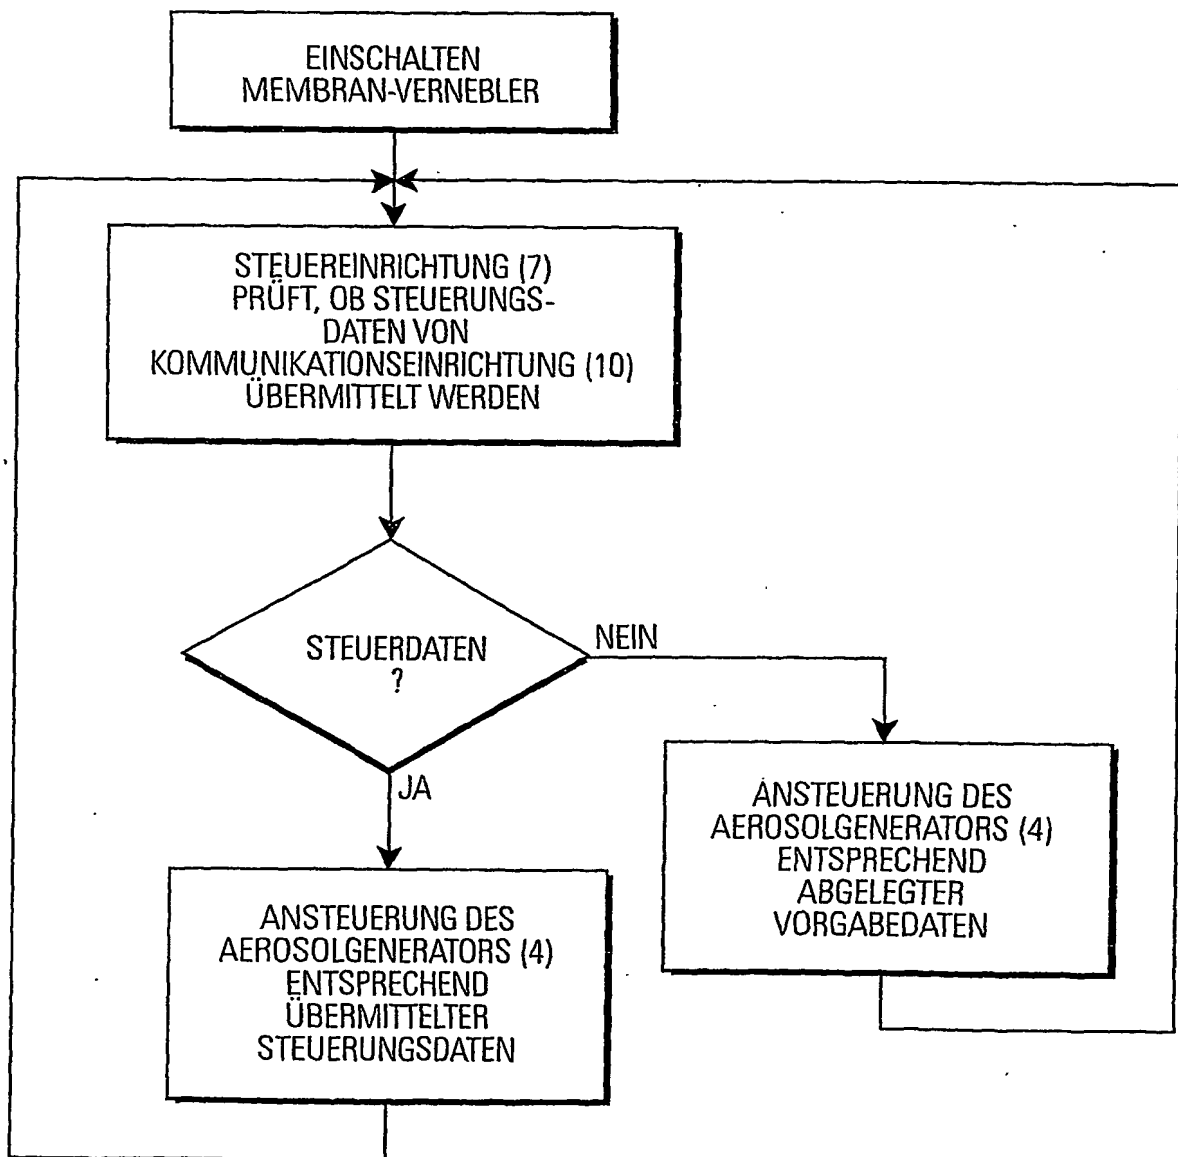 EINSCHALTEN
MEMBRAN-VERNEBLER
STEUEREINRICHTUNG (7)
PRÜFT, OB STEUERUNGS-
DATEN VON
KOMMUNIKATIONSEINRICHTUNG (10)
ÜBERMITTELT WERDEN
STEUERDATEN
?
NEIN
JA
ANSTEUERUNG DES
AEROSOLGENERATORS (4)
ENTSPRECHEND
ABGELEGTER
VORGABEDATEN
ANSTEUERUNG DES
AEROSOLGENERATORS (4)
ENTSPRECHEND
ÜBERMITTELTER
STEUERUNGSDATEN